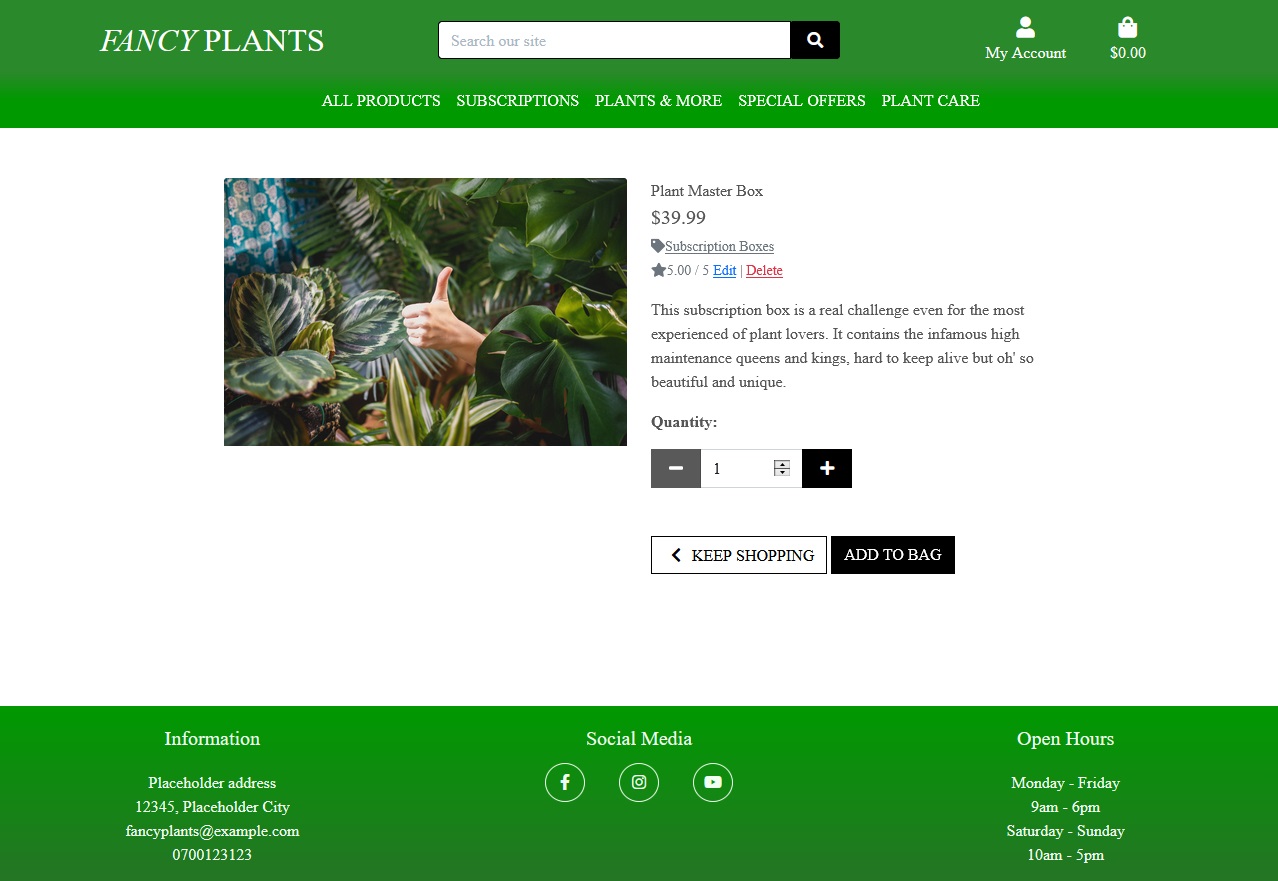 FANCY PLANTS
Search our site
My Account
$0.00
ALL PRODUCTS SUBSCRIPTIONS PLANTS & MORE SPECIAL OFFERS PLANT CARE
Plant Master Box
$39.99
Subscription Boxes
5.00 / 5 Edit | Delete
This subscription box is a real challenge even for the most
experienced of plant lovers. It contains the infamous high
maintenance queens and kings, hard to keep alive but oh' so
beautiful and unique.
Quantity:
1
KEEP SHOPPING
ADD TO BAG
Information
Placeholder address
12345, Placeholder City
fancyplants@example.com
0700123123
Social Media
Open Hours
Monday - Friday
9am - 6pm
Saturday - Sunday
10am - 5pm